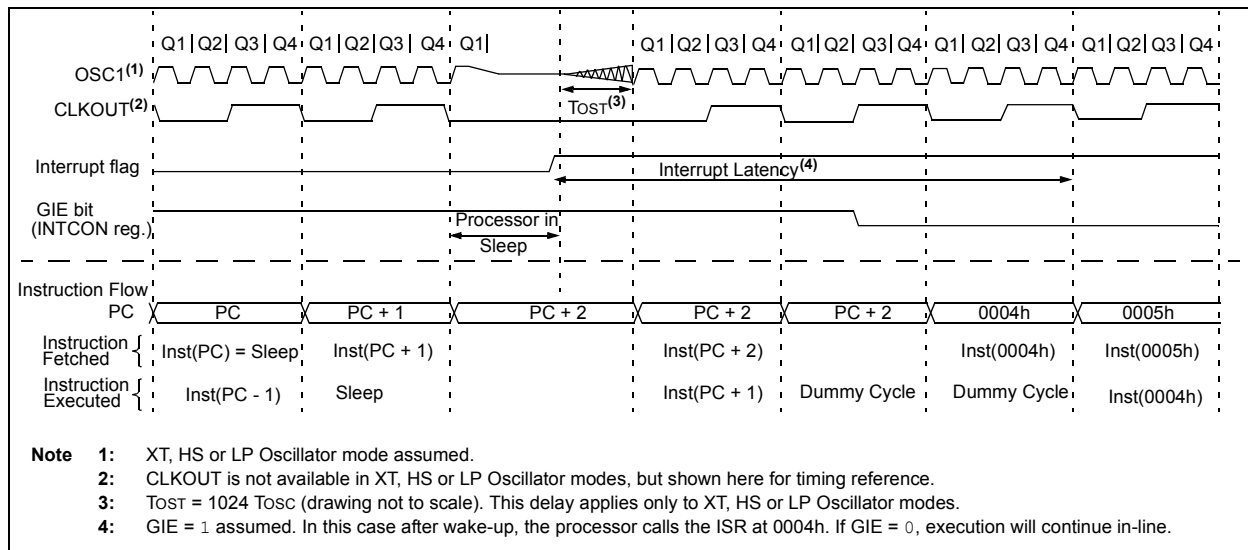 Q1 Q2 Q3 Q4 Q1 Q2 Q3 Q4 Q1 Q1 Q2 Q3 Q4 Q1 Q2 Q3 Q4 Q1 Q2 Q3 Q4 Q1 Q2 Q3 Q4
OSC1(1)
TOST(3)
CLKOUT(2)
Interrupt flag
Interrupt Latency(4)
GIE bit
(INTCON reg.)
Processor in
Sleep
Instruction Flow
PC PC PC + 1 PC + 2 PC + 2 PC + 2 0004h 0005h
Instruction
Fetched
Inst(PC) = Sleep Inst(PC + 1) Inst(PC + 2) Inst(0004h) Inst(0005h)
Instruction
Executed
Inst(PC - 1) Sleep Inst(PC + 1) Dummy Cycle Dummy Cycle Inst(0004h)
Note 1: XT, HS or LP Oscillator mode assumed.
2: CLKOUT is not available in XT, HS or LP Oscillator modes, but shown here for timing reference.
3: TOST = 1024 TOSC (drawing not to scale). This delay applies only to XT, HS or LP Oscillator modes.
4: GIE = 1 assumed. In this case after wake-up, the processor calls the ISR at 0004h. If GIE = 0, execution will continue in-line.